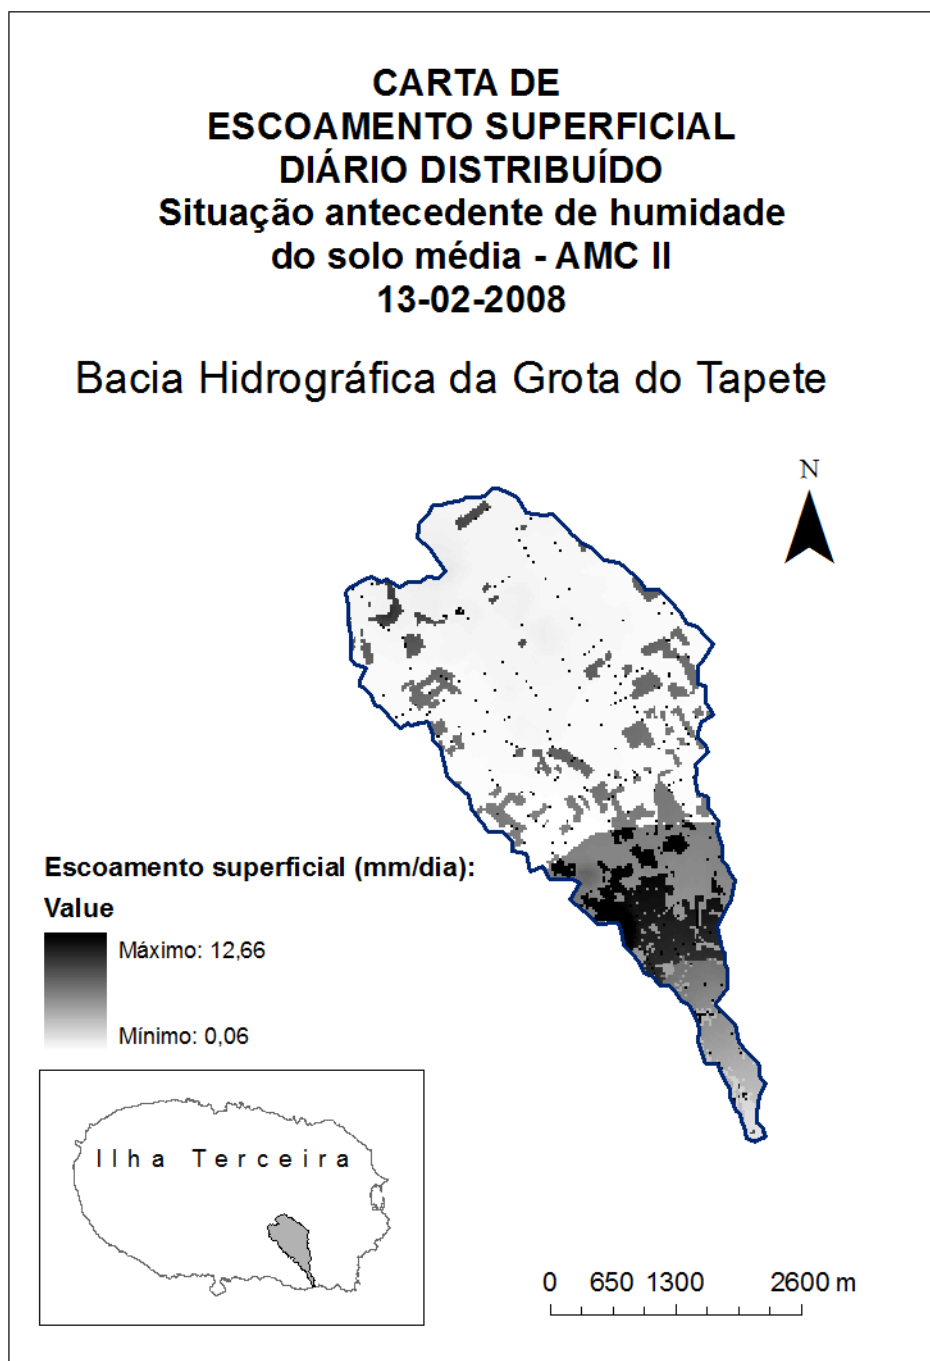 CARTA DE
ESCOAMENTO SUPERFICIAL
DIÁRIO DISTRIBUÍDO
Situação antecedente de humidade
do solo média - AMC II
13-02-2008
Bacia Hidrográfica da Grota do Tapete
N
Escoamento superficial (mm/dia):
Value
Máximo: 12,66
Mínimo: 0,06
Ilha Terceira
0 650 1300 2600 m